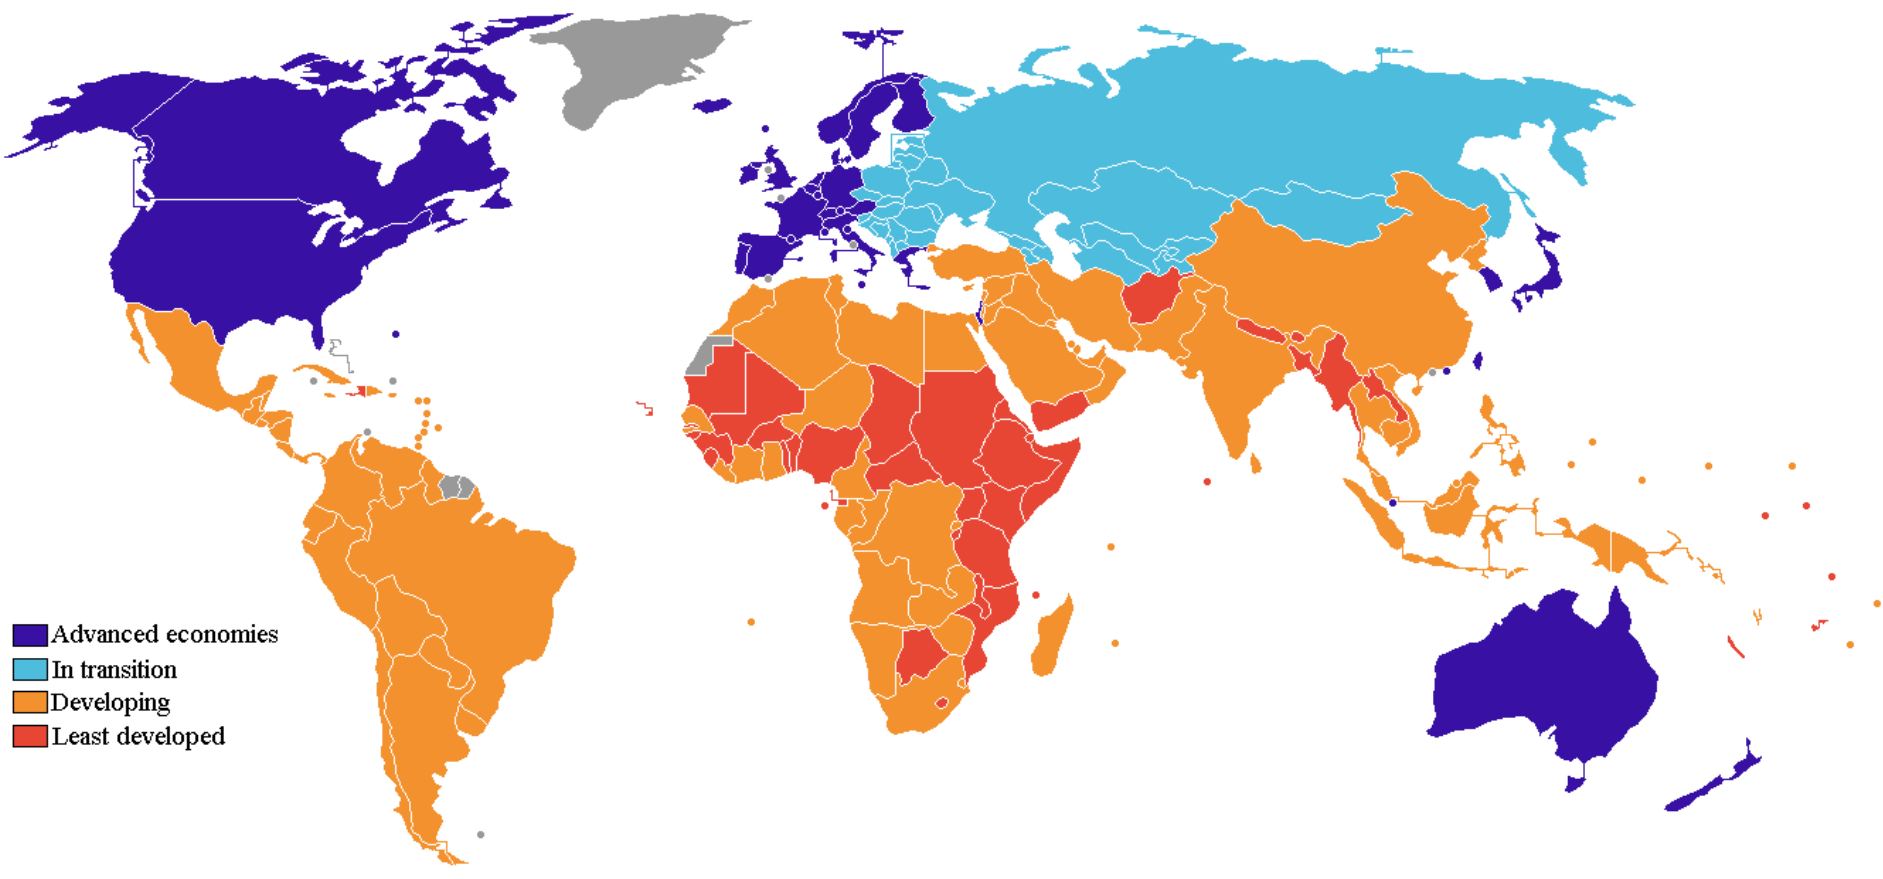 Advanced economies
In transition
Developing
Least developed